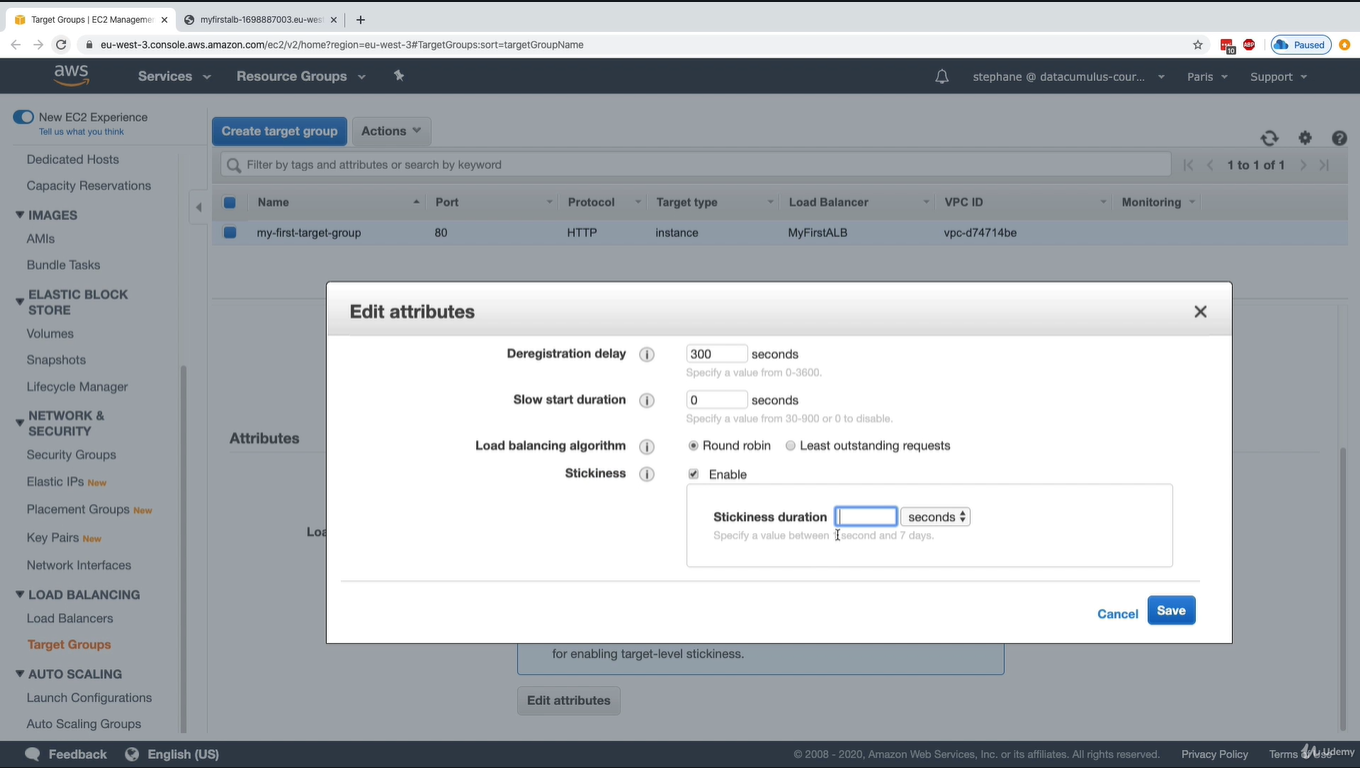 Target Groups | EC2 Manageme
myfirstalb-1698887003.eu-wes
eu-west-3.console.aws.amazon.com/ec2/v2/home?region=eu-west-3#TargetGroups:sort=targetGroupName
10
ABP
Paused
aws
Services
Resource Groups
stephane @ datacumulus-cour...
Paris
Support
New EC2 Experience
Tell us what you think
Dedicated Hosts
Capacity Reservations
IMAGES
AMIs
Bundle Tasks
ELASTIC BLOCK
STORE
Volumes
Snapshots
Lifecycle Manager
NETWORK &
SECURITY
Security Groups
Elastic IPs New
Placement Groups New
Key Pairs New
Network Interfaces
LOAD BALANCING
Load Balancers
Target Groups
AUTO SCALING
Launch Configurations
Auto Scaling Groups
Create target group
Actions
Filter by tags and attributes or search by keyword
1 to 1 of 1
Name Port Protocol Target type Load Balancer VPC ID Monitoring
my-first-target-group 80 HTTP instance MyFirstALB vpc-d74714be
Attributes
Loa
Edit attributes
Deregistration delay 300 seconds
Specify a value from 0-3600.
Slow start duration 0 seconds
Specify a value from 30-900 or 0 to disable.
Load balancing algorithm Round robin Least outstanding requests
Stickiness Enable
Stickiness duration seconds
Specify a value between second and 7 days.
Cancel Save
for enabling target-level stickiness.
Edit attributes
Feedback
English (US)
© 2008 - 2020, Amazon Web Services, Inc. or its affiliates. All rights reserved.
Privacy Policy
Terms
Udemy